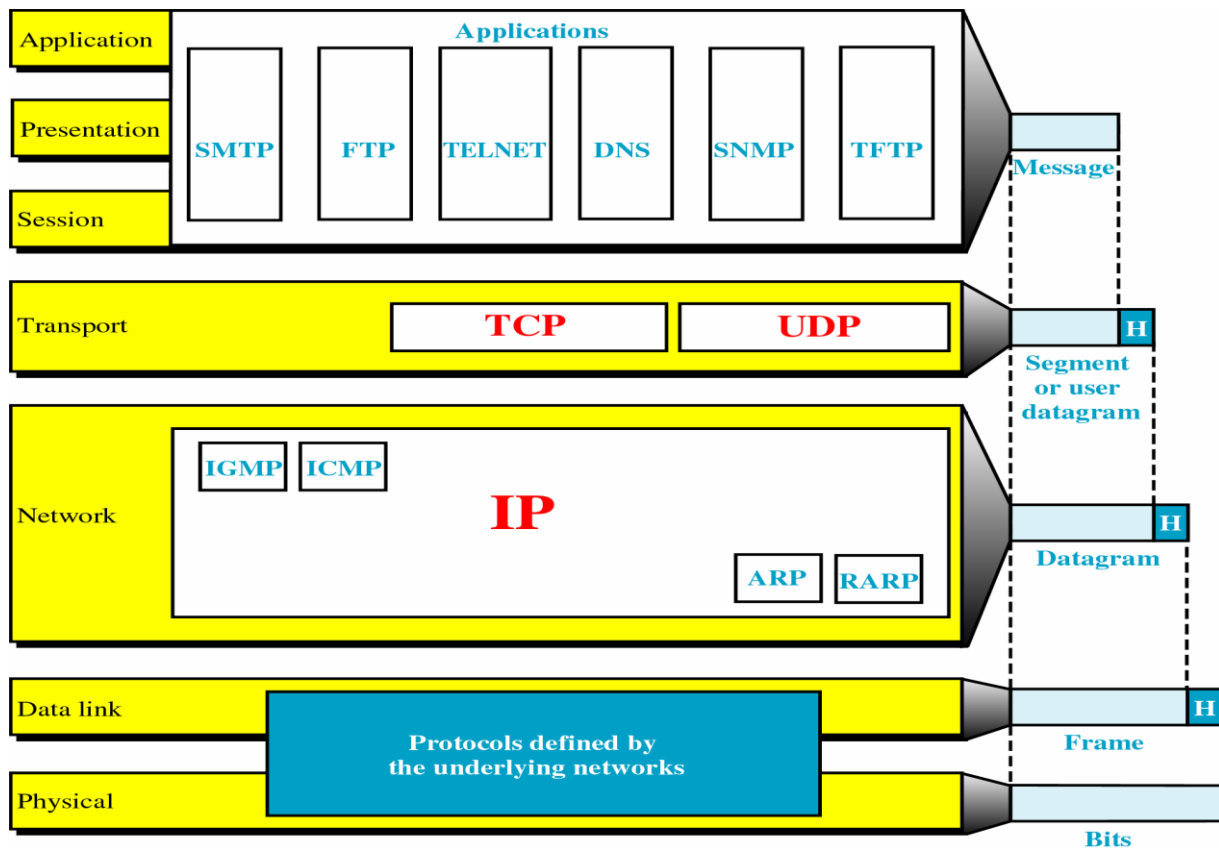 Application
Applications
Presentation
SMTP
FTP
TELNET
DNS
SNMP
TFTP
Message
Session
Transport
TCP
UDP
H
Segment
or user
datagram
IGMP
ICMP
Network
IP
H
Datagram
ARP
RARP
Data link
H
Protocols defined by
the underlying networks
Frame
Physical
Bits